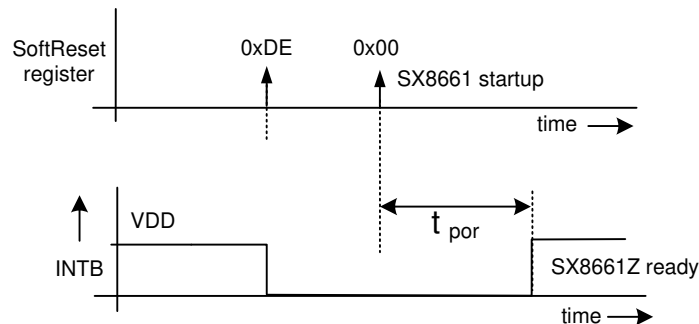 SoftReset
register
0xDE
0x00
SX8661 startup
time
VDD
INTB
t por
SX8661Z ready
time